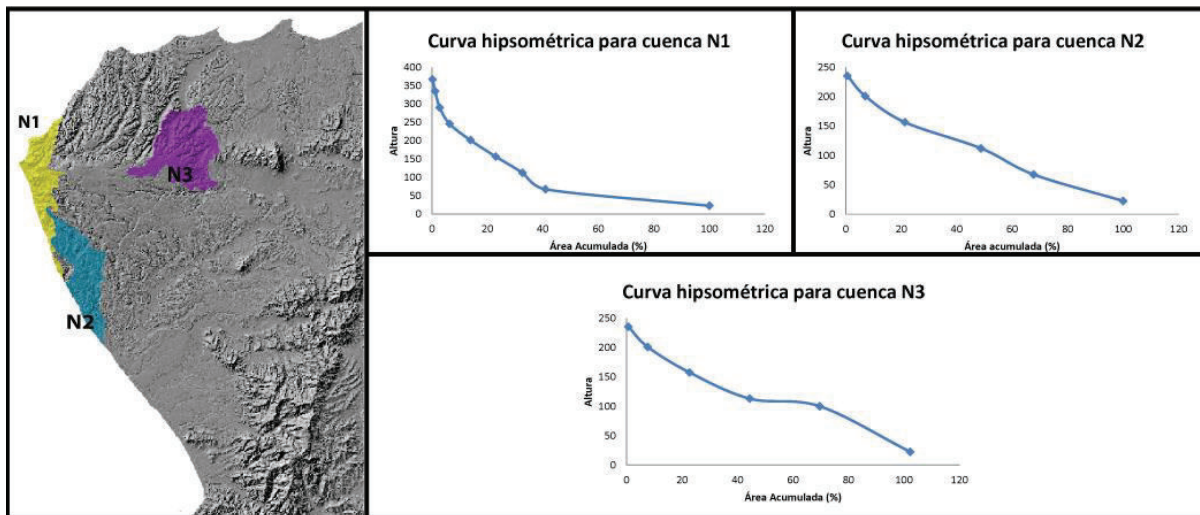 N1
N3
N2
Curva hipsométrica para cuenca N1
Altura
400
350
300
250
200
150
100
50
0
0 20 40 60 80 100 120
Área Acumulada (%)
Curva hipsométrica para cuenca N2
Altura
250
200
150
100
50
0
0 20 40 60 80 100 120
Área acumulada (%)
Curva hipsométrica para cuenca N3
Altura
250
200
150
100
50
0
0 20 40 60 80 100 120
Área Acumulada (%)